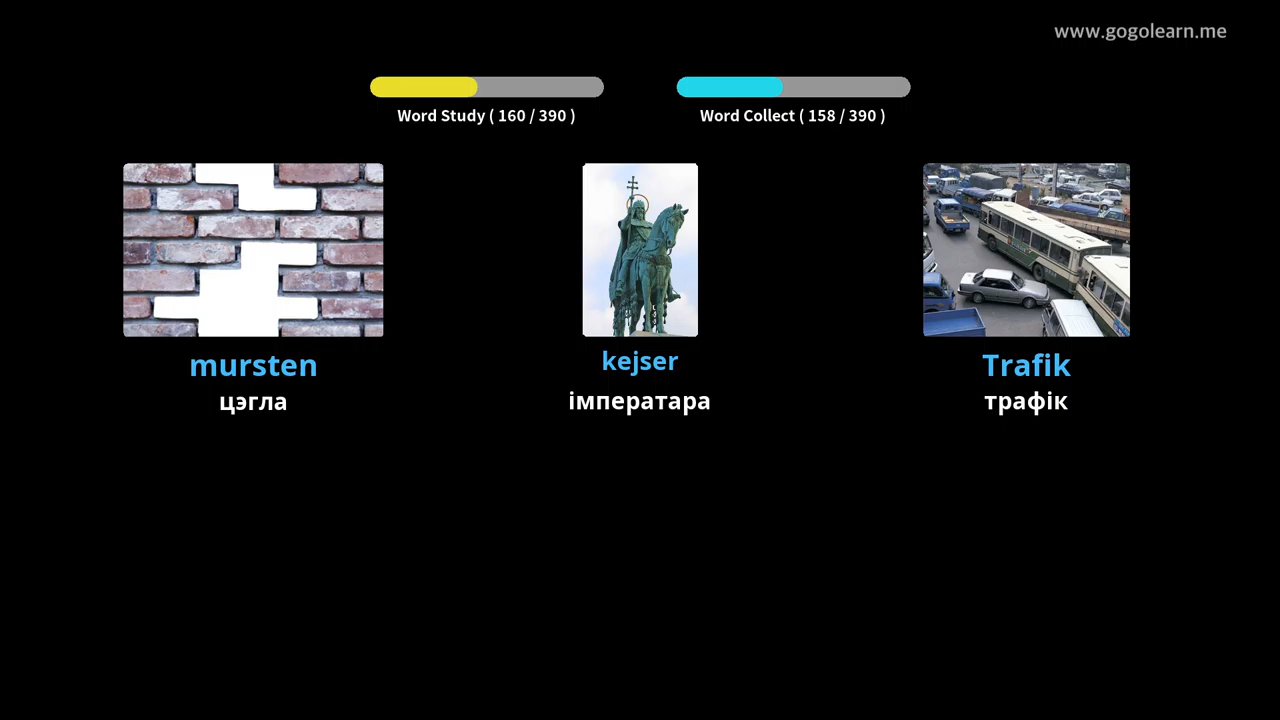 www.gogolearn.me
Word Study ( 160 / 390 )
Word Collect ( 158 / 390 )
mursten
kejser
Trafik
цэгла
імператара
трафік